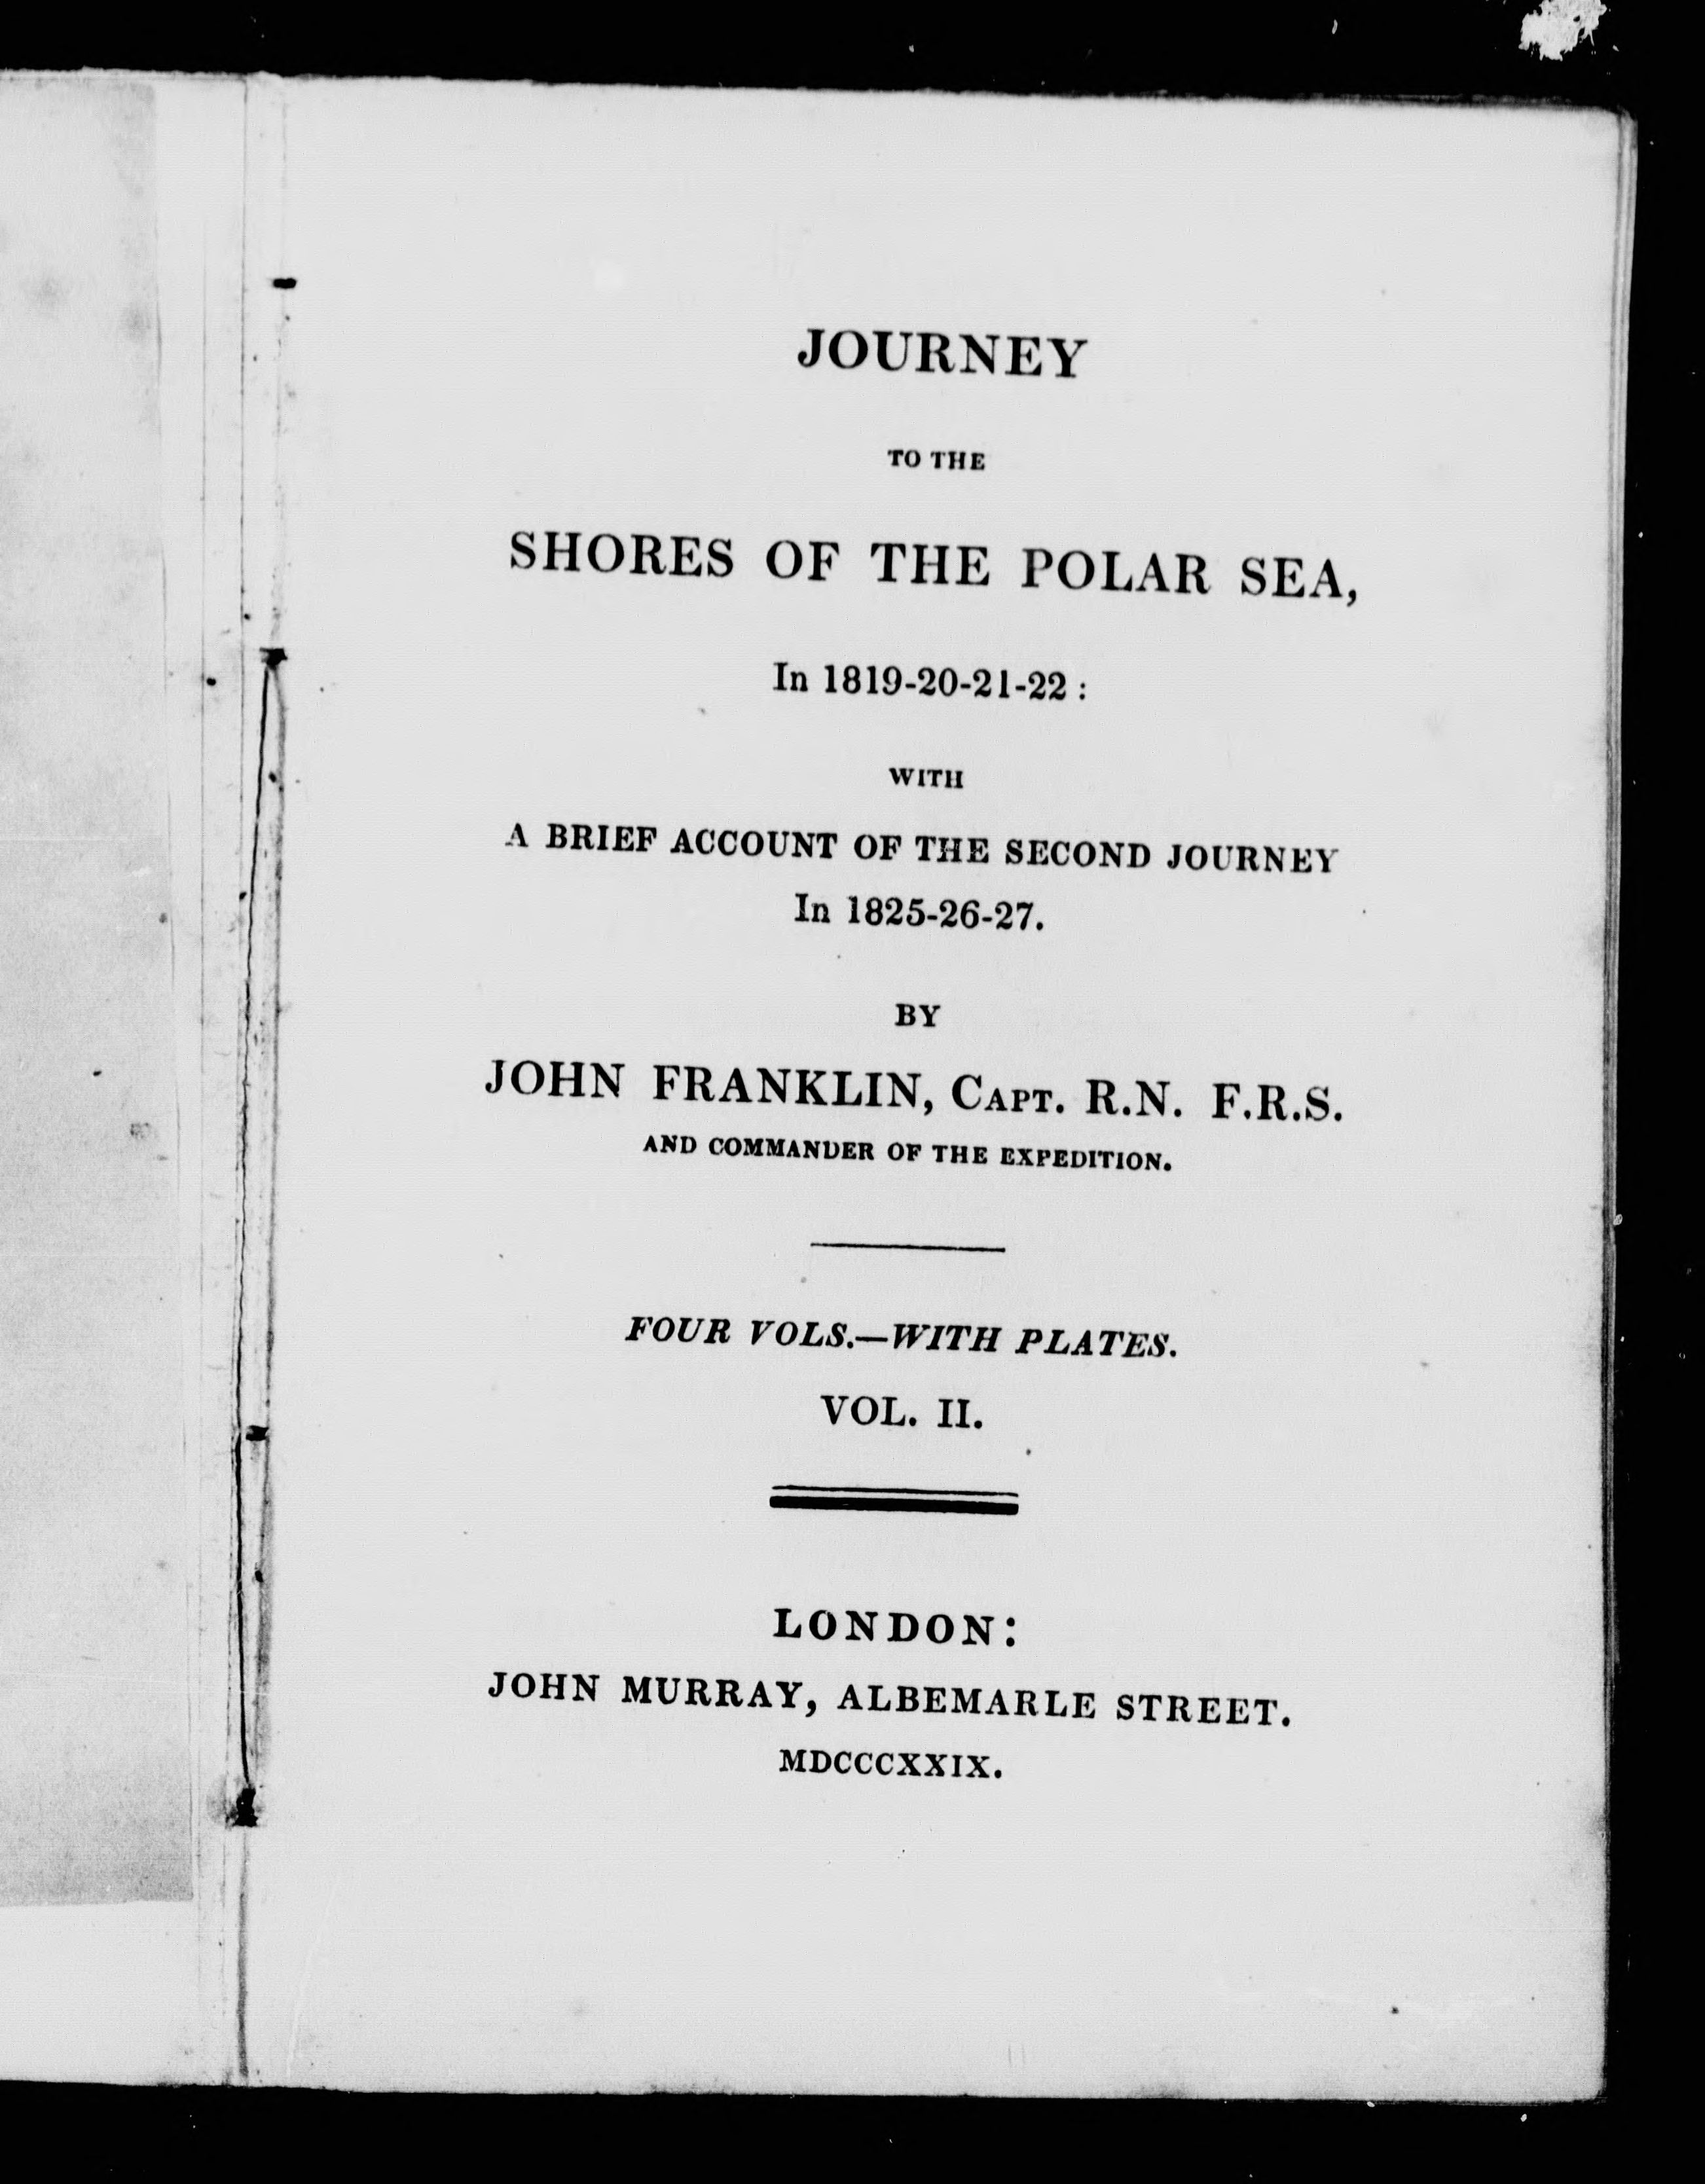 JOURNEY
TO THE
SHORES OF THE POLAR SEA,
In 1819-20-21-22 :
WITH
A BRIEF ACCOUNT OF THE SECOND JOURNEY
In 1825-26-27.
BY
JOHN FRANKLIN, CAPT. R.N. F.R.S.
AND COMMANDER OF THE EXPEDITION.
FOUR VOLS.—WITH PLATES.
VOL. II.
LONDON:
JOHN MURRAY, ALBEMARLE STREET.
MDCCCXXIX.